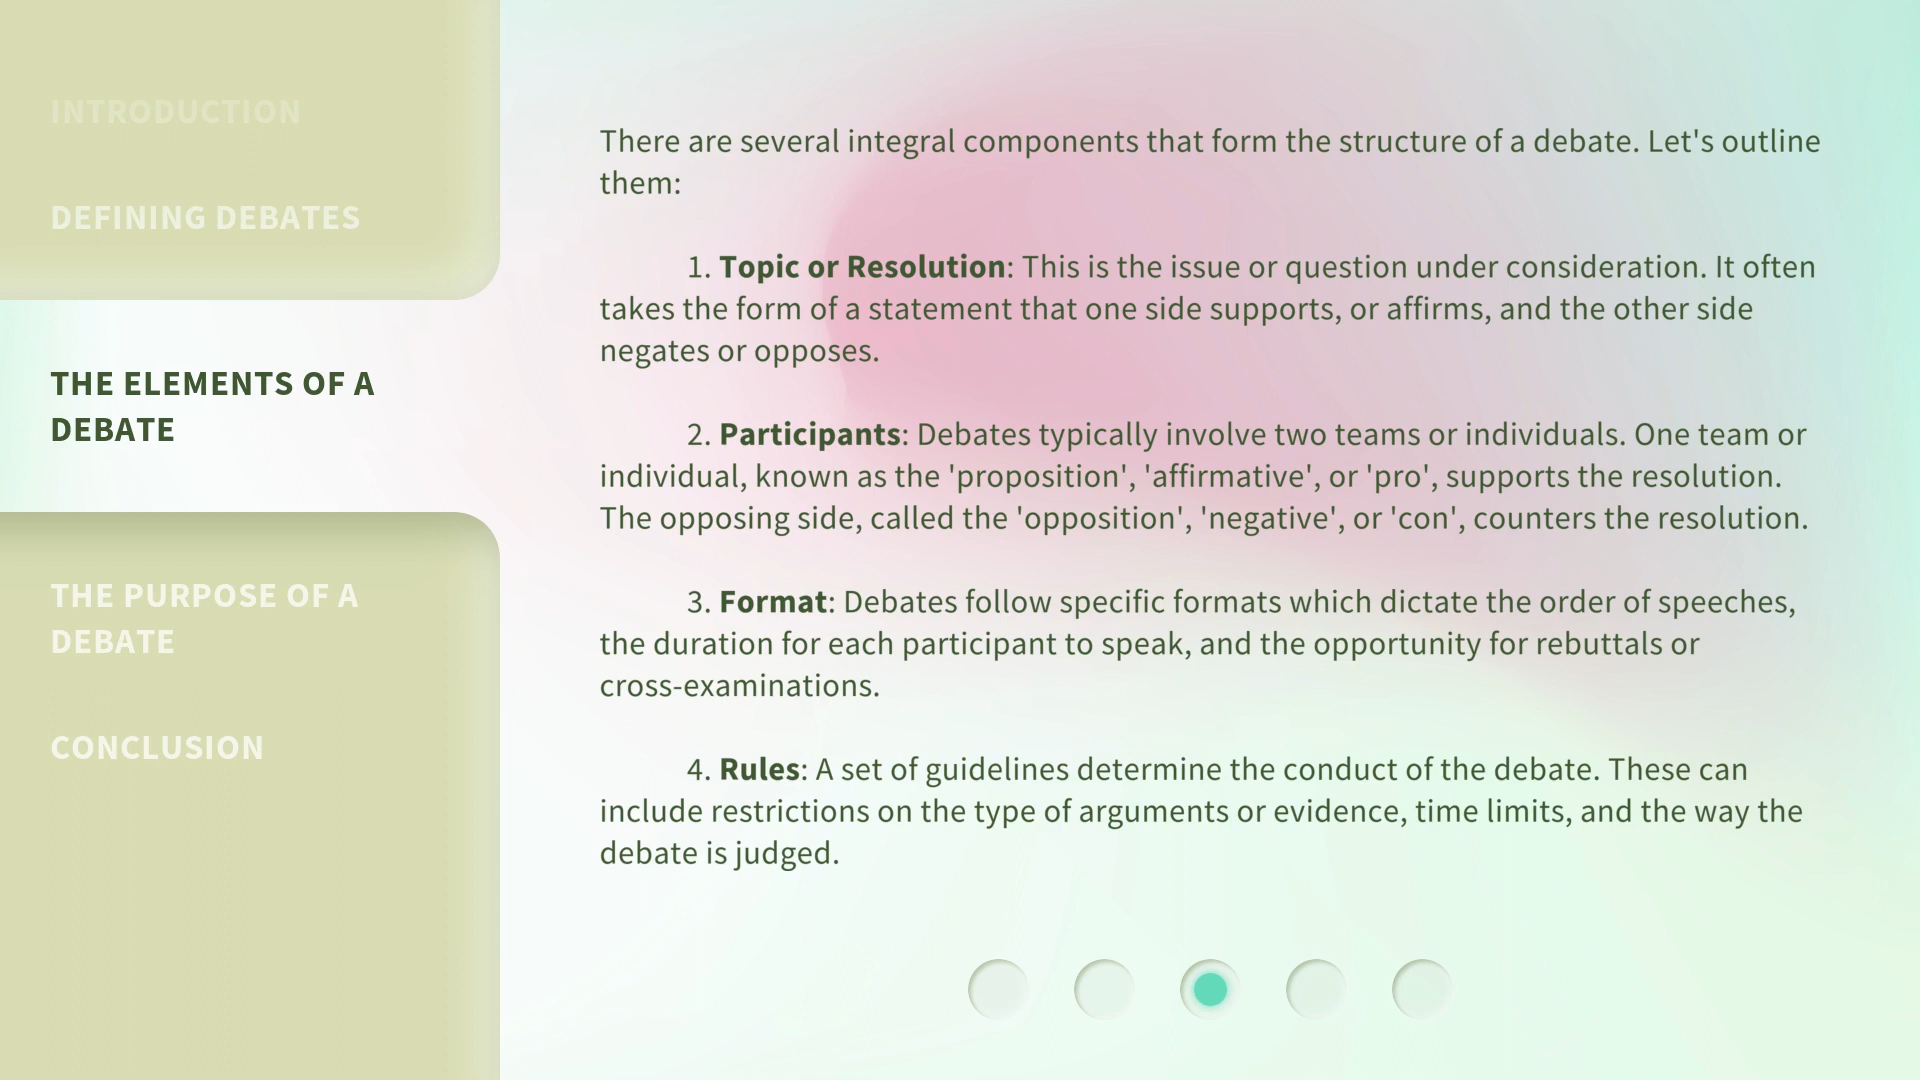 INTRODUCTION
DEFINING DEBATES
THE ELEMENTS OF A
DEBATE
THE PURPOSE OF A
DEBATE
CONCLUSION
There are several integral components that form the structure of a debate. Let's outline
them:
1. Topic or Resolution: This is the issue or question under consideration. It often
takes the form of a statement that one side supports, or affirms, and the other side
negates or opposes.
2. Participants: Debates typically involve two teams or individuals. One team or
individual, known as the 'proposition', 'affirmative', or 'pro', supports the resolution.
The opposing side, called the 'opposition', 'negative', or 'con', counters the resolution.
3. Format: Debates follow specific formats which dictate the order of speeches,
the duration for each participant to speak, and the opportunity for rebuttals or
cross-examinations.
4. Rules: A set of guidelines determine the conduct of the debate. These can
include restrictions on the type of arguments or evidence, time limits, and the way the
debate is judged.